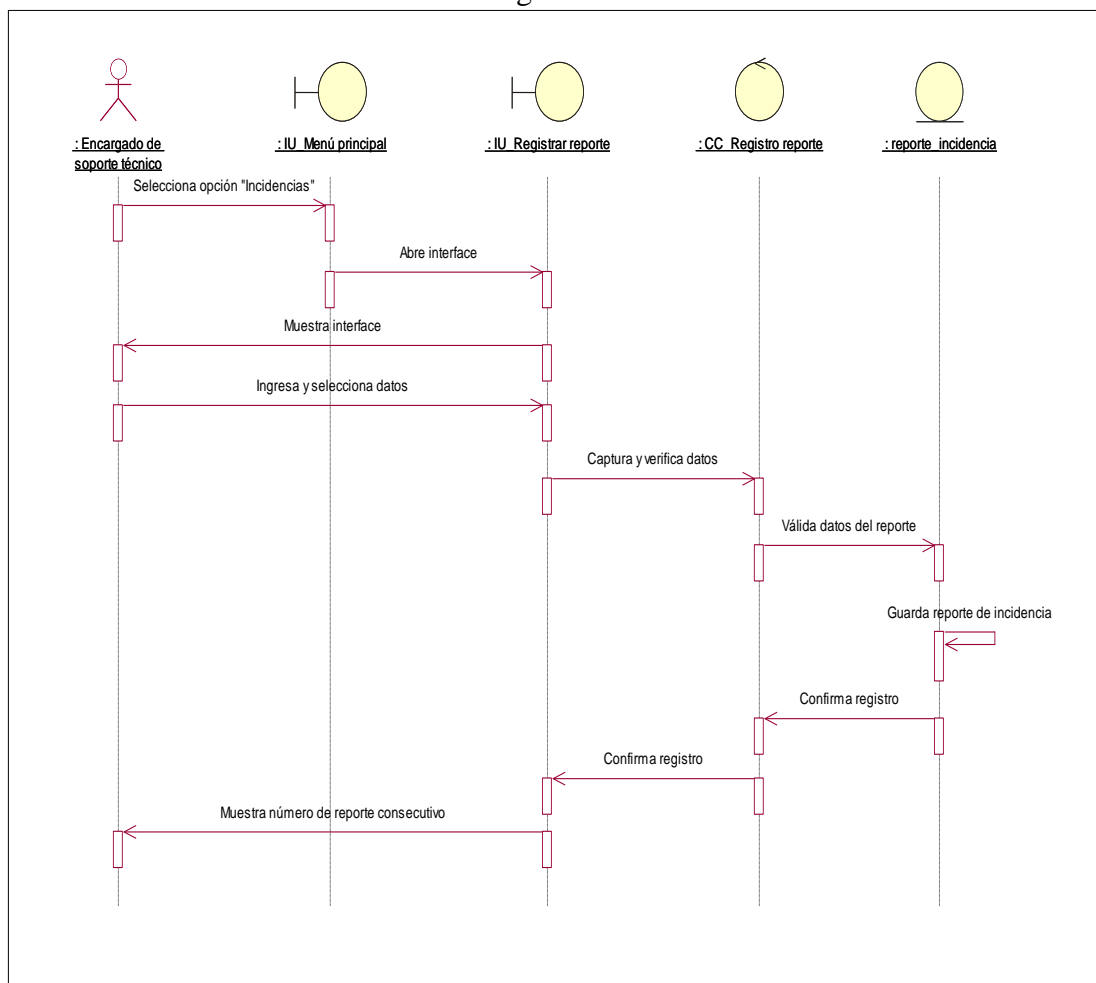 : Encargado de
soporte técnico
: IU_Menú principal
: IU_Registrar reporte
: CC_Registro reporte
: reporte_incidencia
Selecciona opción "Incidencias"
Abre interface
Muestra interface
Ingresa y selecciona datos
Captura y verifica datos
Válida datos del reporte
Guarda reporte de incidencia
Confirma registro
Confirma registro
Muestra número de reporte consecutivo